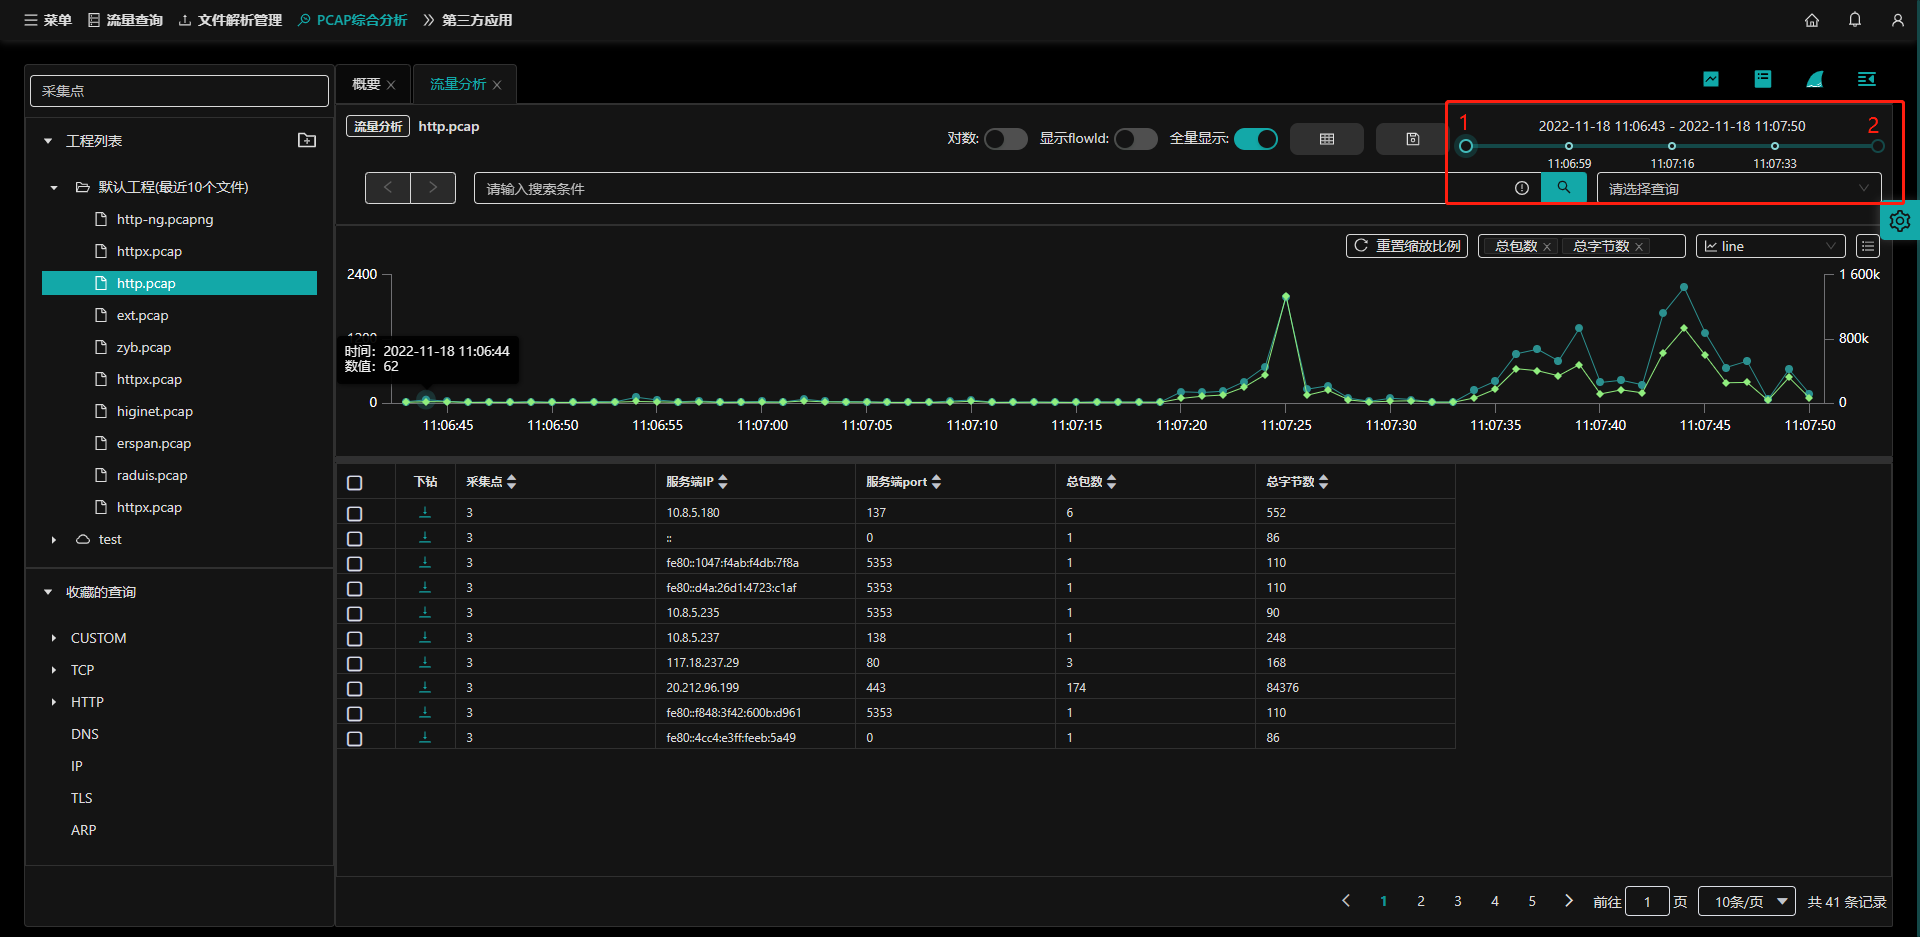 菜单 流量查询 文件解析管理 PCAP综合分析 第三方应用
采集点
工程列表
默认工程(最近10个文件)
http-ng.pcapng
httpx.pcap
http.pcap
ext.pcap
zyb.pcap
httpx.pcap
higinet.pcap
erspan.pcap
raduis.pcap
httpx.pcap
test
收藏的查询
CUSTOM
TCP
HTTP
DNS
IP
TLS
ARP
概要 流量分析
流量分析 http.pcap
对数: 显示flowId: 全量显示:
1 2022-11-18 11:06:43 - 2022-11-18 11:07:50 2
11:06:59 11:07:16 11:07:33
请输入搜索条件 请选择查询
重置缩放比例 总包数 总字节数 line
2400 1 600k
1200 800k
时间：2022-11-18 11:06:44
数值：62
0 0
11:06:45 11:06:50 11:06:55 11:07:00 11:07:05 11:07:10 11:07:15 11:07:20 11:07:25 11:07:30 11:07:35 11:07:40 11:07:45 11:07:50
下钻 采集点 服务端IP 服务端port 总包数 总字节数
3 10.8.5.180 137 6 552
3 :: 0 1 86
3 fe80::1047:f4ab:f4db:7f8a 5353 1 110
3 fe80::d4a:26d1:4723:c1af 5353 1 110
3 10.8.5.235 5353 1 90
3 10.8.5.237 138 1 248
3 117.18.237.29 80 3 168
3 20.212.96.199 443 174 84376
3 fe80::f848:3f42:600b:d961 5353 1 110
3 fe80::4cc4:e3ff:feeb:5a49 0 1 86
1 2 3 4 5 前往 1 页 10条/页 共 41 条记录